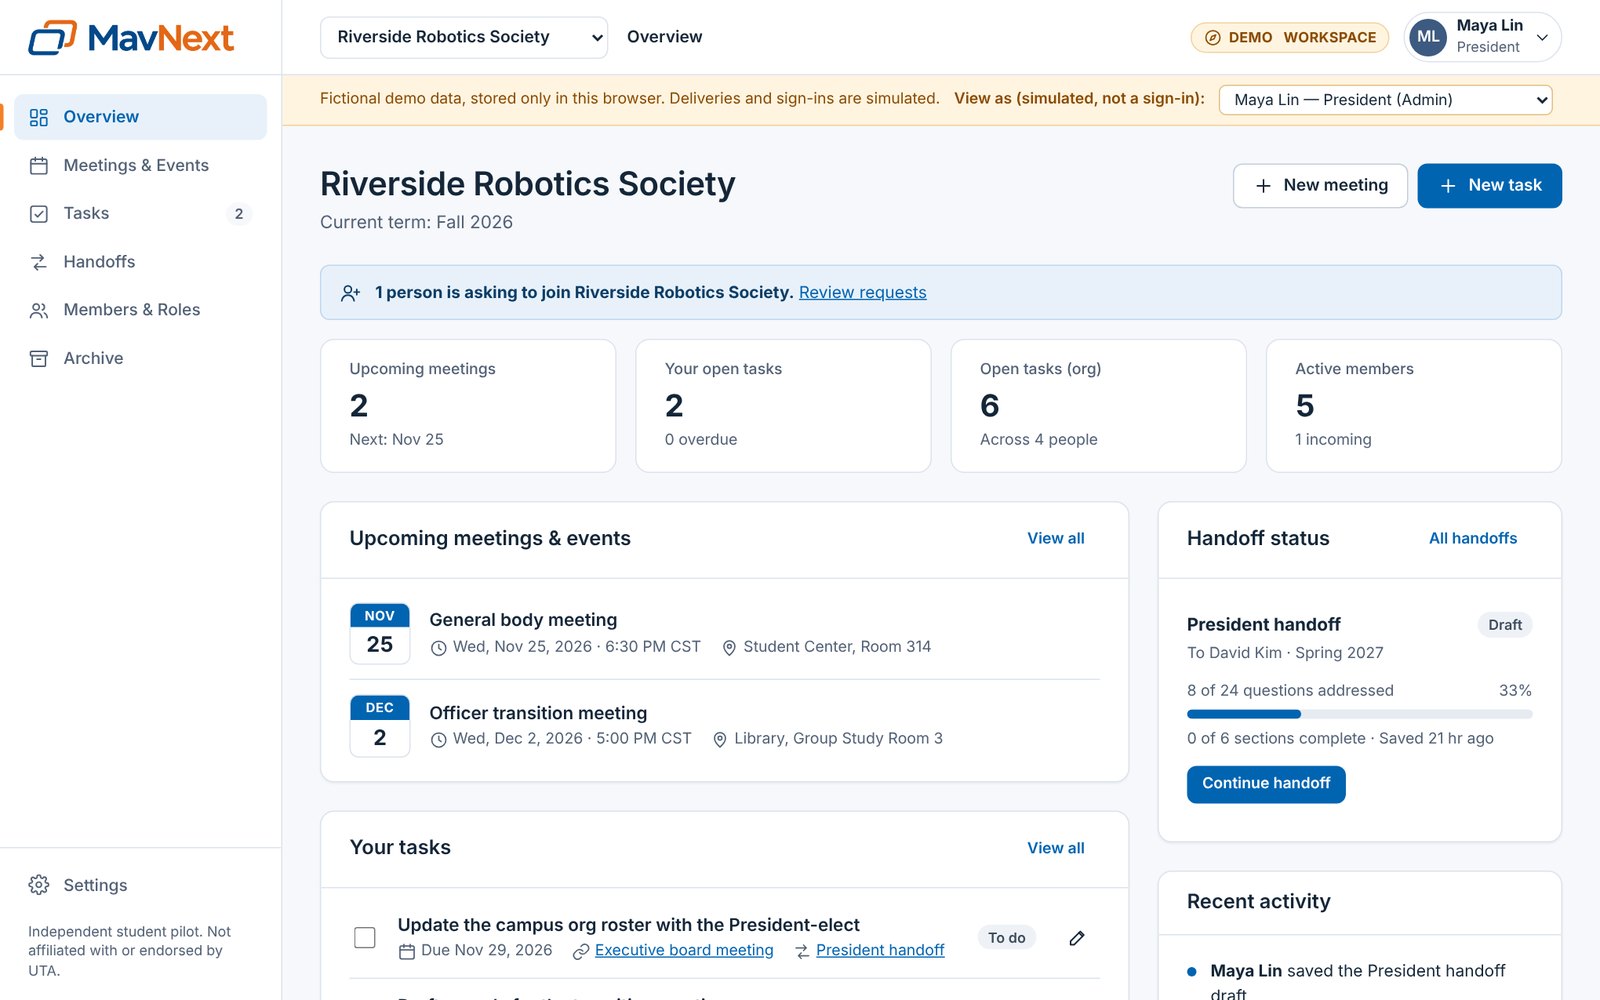 MavNext
Riverside Robotics Society
Overview
DEMO WORKSPACE
ML
Maya Lin
President
Fictional demo data, stored only in this browser. Deliveries and sign-ins are simulated.
View as (simulated, not a sign-in):
Maya Lin — President (Admin)
Overview
Meetings & Events
Tasks
2
Handoffs
Members & Roles
Archive
Settings
Independent student pilot. Not
affiliated with or endorsed by
UTA.
Riverside Robotics Society
Current term: Fall 2026
New meeting
New task
1 person is asking to join Riverside Robotics Society. Review requests
Upcoming meetings
2
Next: Nov 25
Your open tasks
2
0 overdue
Open tasks (org)
6
Across 4 people
Active members
5
1 incoming
Upcoming meetings & events
View all
NOV
25
General body meeting
Wed, Nov 25, 2026 · 6:30 PM CST
Student Center, Room 314
DEC
2
Officer transition meeting
Wed, Dec 2, 2026 · 5:00 PM CST
Library, Group Study Room 3
Your tasks
View all
Update the campus org roster with the President-elect
Due Nov 29, 2026
Executive board meeting
President handoff
To do
Handoff status
All handoffs
President handoff
Draft
To David Kim · Spring 2027
8 of 24 questions addressed
33%
0 of 6 sections complete · Saved 21 hr ago
Continue handoff
Recent activity
Maya Lin saved the President handoff
draft